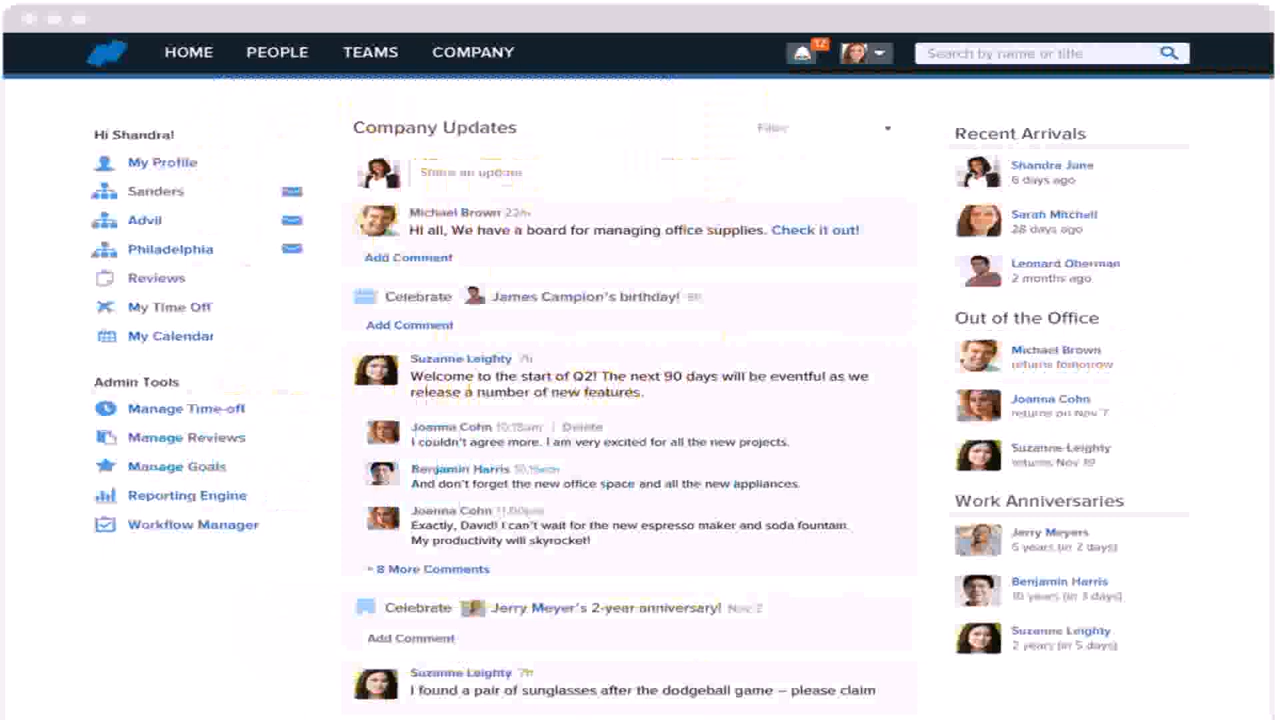 HOME PEOPLE TEAMS COMPANY
12
Search by name or title
Hi Shandra!
My Profile
Sanders
Advil
Philadelphia
Reviews
My Time Off
My Calendar
Admin Tools
Manage Time-off
Manage Reviews
Manage Goals
Reporting Engine
Workflow Manager
Company Updates
Filter
Share an update
Michael Brown 22h
Hi all, We have a board for managing office supplies. Check it out!
Add Comment
Celebrate James Campion's birthday!
Add Comment
Suzanne Leighty 7h
Welcome to the start of Q2! The next 90 days will be eventful as we
release a number of new features.
Joanna Cohn 10:18am | Delete
I couldn't agree more. I am very excited for all the new projects.
Benjamin Harris 10:19am
And don't forget the new office space and all the new appliances.
Joanna Cohn 11:00pm
Exactly, David! I can't wait for the new espresso maker and soda fountain.
My productivity will skyrocket!
8 More Comments
Celebrate Jerry Meyer's 2-year anniversary! Nov 2
Add Comment
Suzanne Leighty 7h
I found a pair of sunglasses after the dodgeball game – please claim
Recent Arrivals
Shandra June
6 days ago
Sarah Mitchell
28 days ago
Leonard Oberman
2 months ago
Out of the Office
Michael Brown
returns tomorrow
Joanna Cohn
returns on Nov 7
Suzanne Leighty
returns Nov 19
Work Anniversaries
Jerry Meyers
5 years (in 2 days)
Benjamin Harris
10 years (in 3 days)
Suzanne Leighty
2 years (in 5 days)